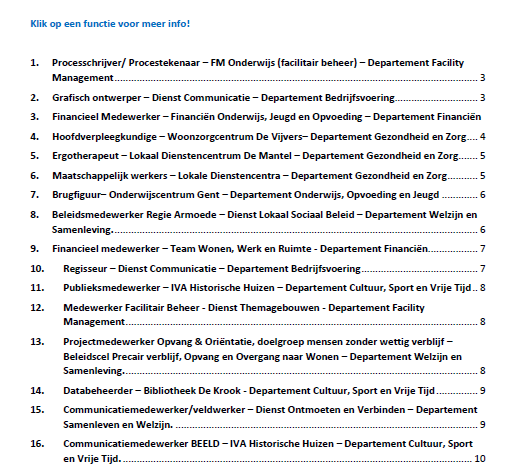 Klik op een functie voor meer info!
1. Processchrijver/ Procestekenaar – FM Onderwijs (facilitair beheer) – Departement Facility
Management 3
2. Grafisch ontwerper – Dienst Communicatie – Departement Bedrijfsvoering 3
3. Financieel Medewerker – Financiën Onderwijs, Jeugd en Opvoeding – Departement Financiën
4. Hoofdverpleegkundige – Woonzorgcentrum De Vijvers– Departement Gezondheid en Zorg 4
5. Ergotherapeut – Lokaal Dienstencentrum De Mantel – Departement Gezondheid en Zorg 5
6. Maatschappelijk werkers – Lokale Dienstencentra – Departement Gezondheid en Zorg 5
7. Brugfiguur– Onderwijscentrum Gent – Departement Onderwijs, Opvoeding en Jeugd 6
8. Beleidsmedewerker Regie Armoede – Dienst Lokaal Sociaal Beleid – Departement Welzijn en
Samenleving. 6
9. Financieel medewerker – Team Wonen, Werk en Ruimte - Departement Financiën. 7
10. Regisseur – Dienst Communicatie – Departement Bedrijfsvoering 7
11. Publieksmedewerker – IVA Historische Huizen – Departement Cultuur, Sport en Vrije Tijd 8
12. Medewerker Facilitair Beheer - Dienst Themagebouwen - Departement Facility
Management 8
13. Projectmedewerker Opvang & Oriëntatie, doelgroep mensen zonder wettig verblijf –
Beleidscel Precair verblijf, Opvang en Overgang naar Wonen – Departement Welzijn en
Samenleving. 8
14. Databeheerder – Bibliotheek De Krook - Departement Cultuur, Sport en Vrije Tijd 9
15. Communicatiemedewerker/veldwerker – Dienst Ontmoeten en Verbinden – Departement
Samenleven en Welzijn. 9
16. Communicatiemedewerker BEELD – IVA Historische Huizen – Departement Cultuur, Sport
en Vrije Tijd. 10